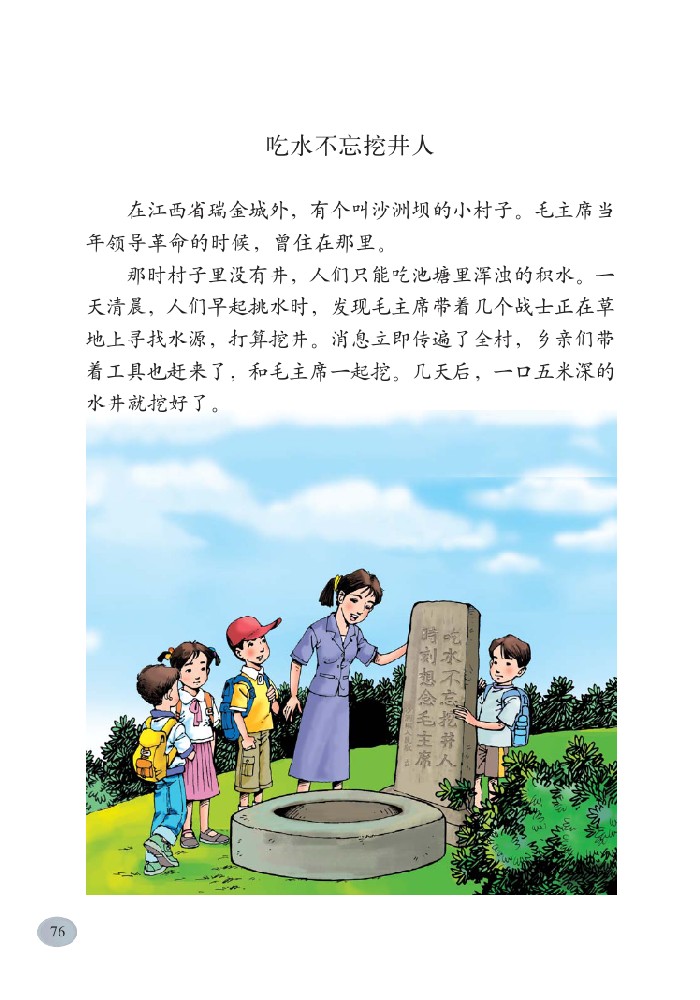 吃水不忘挖井人
在江西省瑞金城外，有个叫沙洲坝的小村子。毛主席当
年领导革命的时候，曾住在那里。
那时村子里没有井，人们只能吃池塘里浑浊的积水。一
天清晨，人们早起挑水时，发现毛主席带着几个战士正在草
地上寻找水源，打算挖井。消息立即传遍了全村，乡亲们带
着工具也赶来了，和毛主席一起挖。几天后，一口五米深的
水井就挖好了。
吃水不忘挖井人
時刻想念毛主席
76